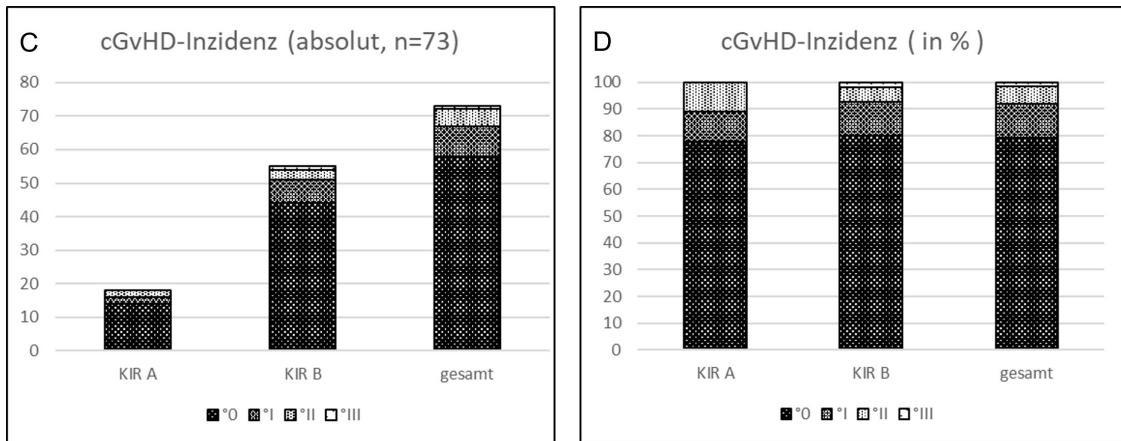 C
cGvHD-Inzidenz (absolut, n=73)
80
70
60
50
40
30
20
10
0
KIR A KIR B gesamt
°0 °I °II °III
D
cGvHD-Inzidenz ( in % )
100
90
80
70
60
50
40
30
20
10
0
KIR A KIR B gesamt
°0 °I °II °III